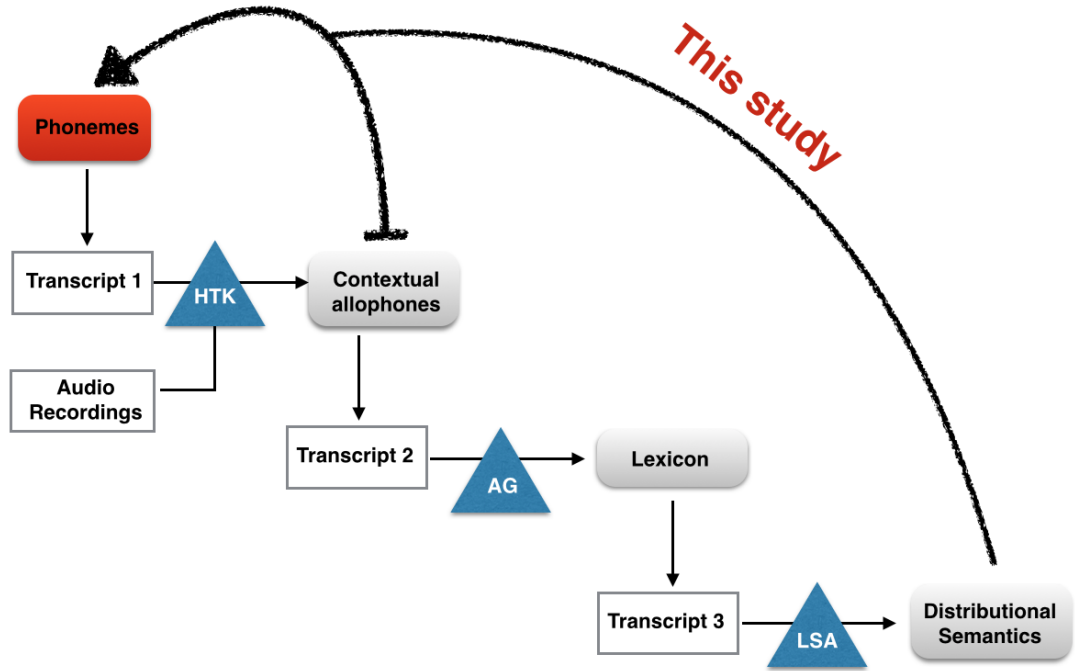 This study
Phonemes
Transcript 1
HTK
Contextual
allophones
Audio
Recordings
Transcript 2
AG
Lexicon
Transcript 3
LSA
Distributional
Semantics